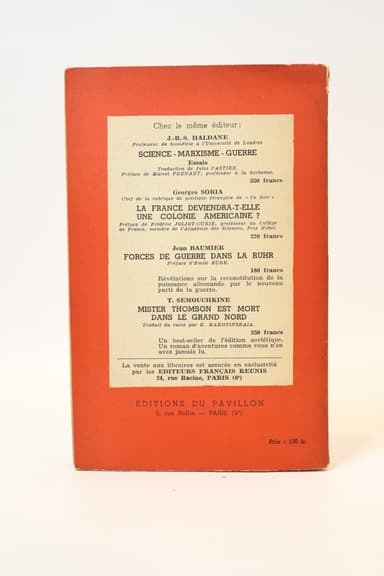 Chez le même éditeur :
J.-B.-S. HALDANE
Professeur de biométrie à l'Université de Londres
SCIENCE - MARXISME - GUERRE
Essais
Traduction de Jules CASTIER.
Préface de Marcel PRENANT, professeur à la Sorbonne.
350 francs
Georges SORIA
Chef de la rubrique de politique étrangère de « Ce Soir »
LA FRANCE DEVIENDRA-T-ELLE
UNE COLONIE AMERICAINE ?
Préface de Frédéric JOLIOT-CURIE, professeur au Collège
de France, membre de l'Académie des Sciences, Prix Nobel.
220 francs
Jean BAUMIER
FORCES DE GUERRE DANS LA RUHR
Préface d'Emile BURE.
180 francs
Révélations sur la reconstitution de la
puissance allemande par le nouveau
parti de la guerre.
T. SEMOUCHKINE
MISTER THOMSON EST MORT
DANS LE GRAND NORD
Traduit du russe par D. MAKOTINSKAIA.
250 francs
Un best-seller de l'édition soviétique.
Un roman d'aventures comme vous n'en
avez jamais lu.
La vente aux libraires est assurée en exclusivité
par les EDITEURS FRANÇAIS REUNIS
24, rue Racine, PARIS (6e)
EDITIONS DU PAVILLON
5, rue Rollin — PARIS (Ve)
Prix : 130 fr.